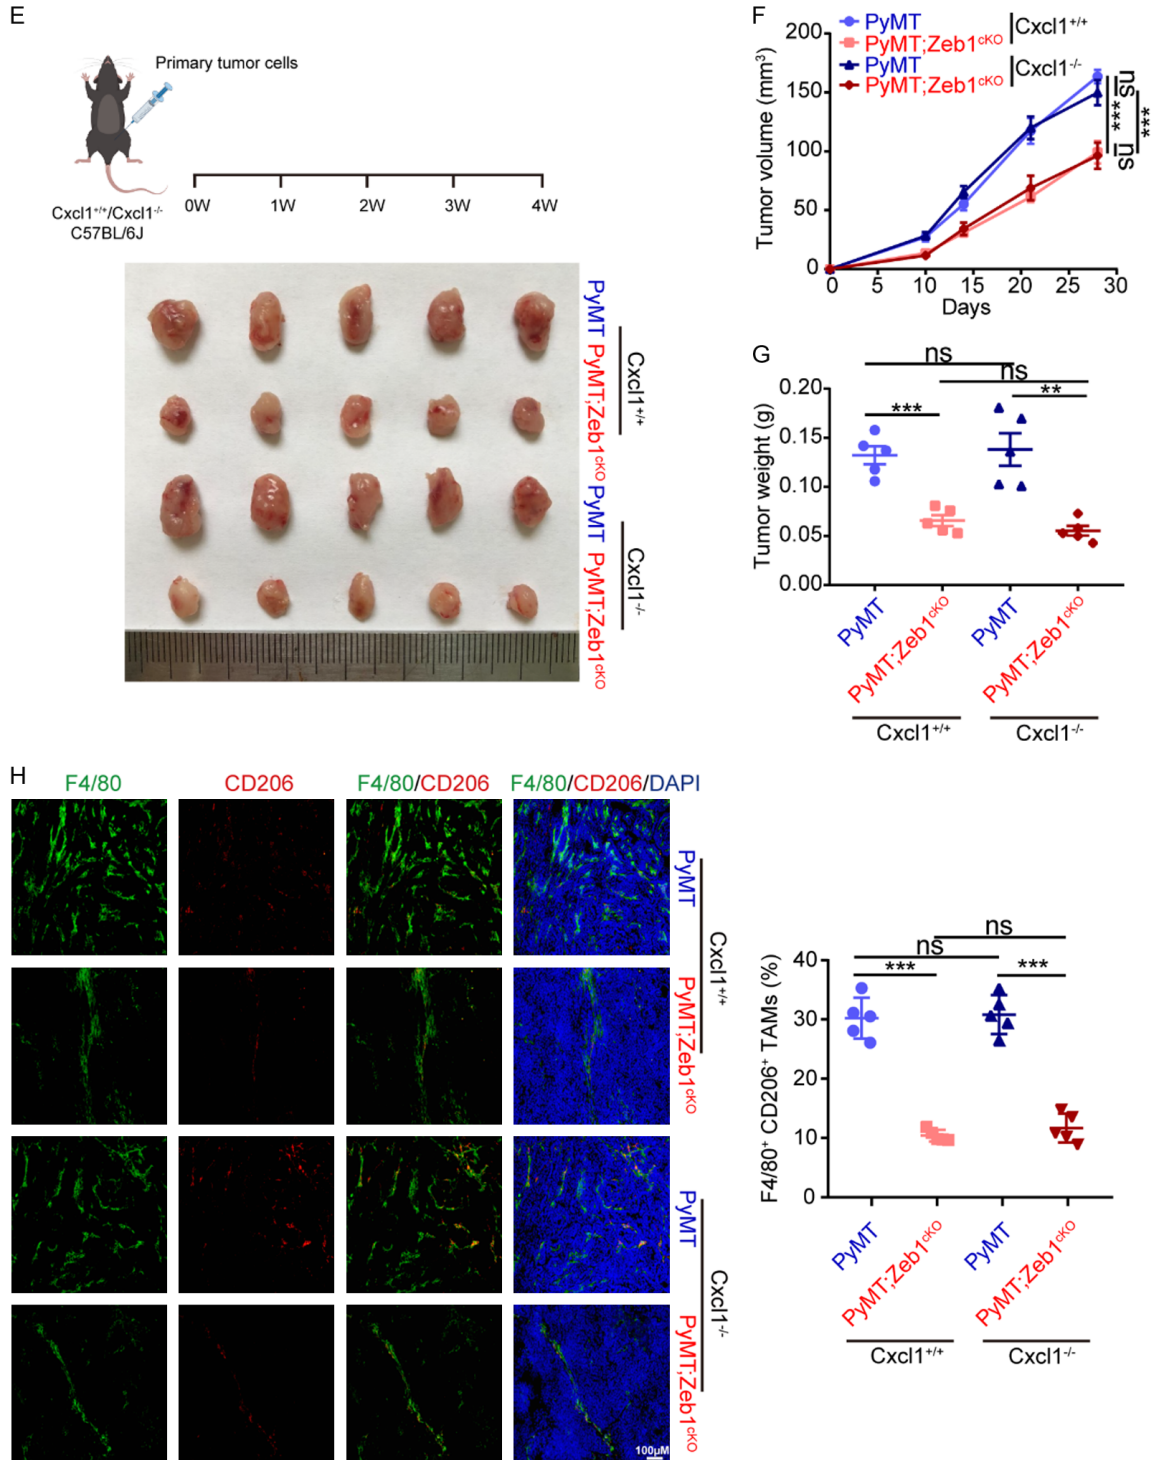 E
Primary tumor cells
Cxcl1+/+/Cxcl1-/-
C57BL/6J
0W 1W 2W 3W 4W
PyMT
PyMT;Zeb1cKO
Cxcl1+/+
PyMT
PyMT;Zeb1cKO
Cxcl1-/-
F
PyMT
PyMT;Zeb1cKO
Cxcl1+/+
PyMT
PyMT;Zeb1cKO
Cxcl1-/-
Tumor volume (mm3)
200
150
100
50
0
0 5 10 15 20 25 30
Days
ns
***
ns
***
G
ns
ns
***
**
Tumor weight (g)
0.20
0.15
0.10
0.05
0.00
PyMT
PyMT;Zeb1cKO
PyMT
PyMT;Zeb1cKO
Cxcl1+/+
Cxcl1-/-
H
F4/80 CD206 F4/80/CD206 F4/80/CD206/DAPI
PyMT
PyMT;Zeb1cKO
Cxcl1+/+
PyMT
PyMT;Zeb1cKO
Cxcl1-/-
100μM
ns
ns
***
***
F4/80+ CD206+ TAMs (%)
40
30
20
10
0
PyMT
PyMT;Zeb1cKO
PyMT
PyMT;Zeb1cKO
Cxcl1+/+
Cxcl1-/-